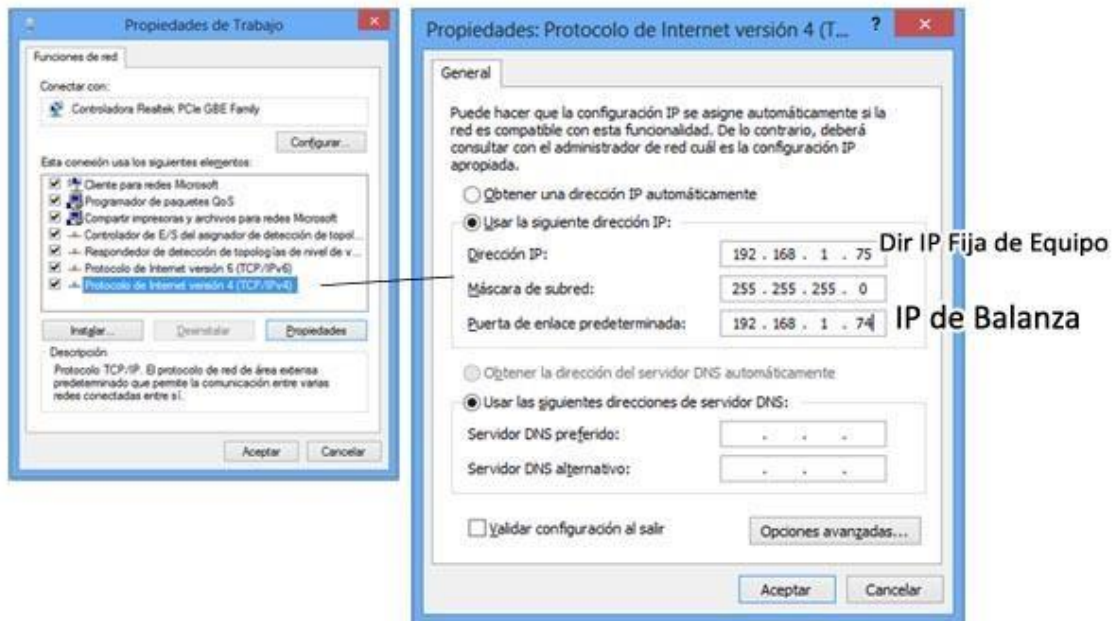 Propiedades de Trabajo
Funciones de red
Conectar con:
Controladora Realtek PCIe GBE Family
Configurar...
Esta conexión usa los siguientes elementos:
Cliente para redes Microsoft
Programador de paquetes QoS
Compartir impresoras y archivos para redes Microsoft
Controlador de E/S del asignador de detección de topol...
Respondedor de detección de topologías de nivel de v...
Protocolo de Internet versión 6 (TCP/IPv6)
Protocolo de Internet versión 4 (TCP/IPv4)
Instalar...
Desinstalar
Propiedades
Descripción
Protocolo TCP/IP. El protocolo de red de área extensa
predeterminado que permite la comunicación entre varias
redes conectadas entre sí.
Aceptar
Cancelar
Propiedades: Protocolo de Internet versión 4 (T... ?
General
Puede hacer que la configuración IP se asigne automáticamente si la
red es compatible con esta funcionalidad. De lo contrario, deberá
consultar con el administrador de red cuál es la configuración IP
apropiada.
Obtener una dirección IP automáticamente
Usar la siguiente dirección IP:
Dirección IP: 192 . 168 . 1 . 75 Dir IP Fija de Equipo
Máscara de subred: 255 . 255 . 255 . 0
Puerta de enlace predeterminada: 192 . 168 . 1 . 74 IP de Balanza
Obtener la dirección del servidor DNS automáticamente
Usar las siguientes direcciones de servidor DNS:
Servidor DNS preferido: . . .
Servidor DNS alternativo: . . .
Validar configuración al salir
Opciones avanzadas...
Aceptar
Cancelar